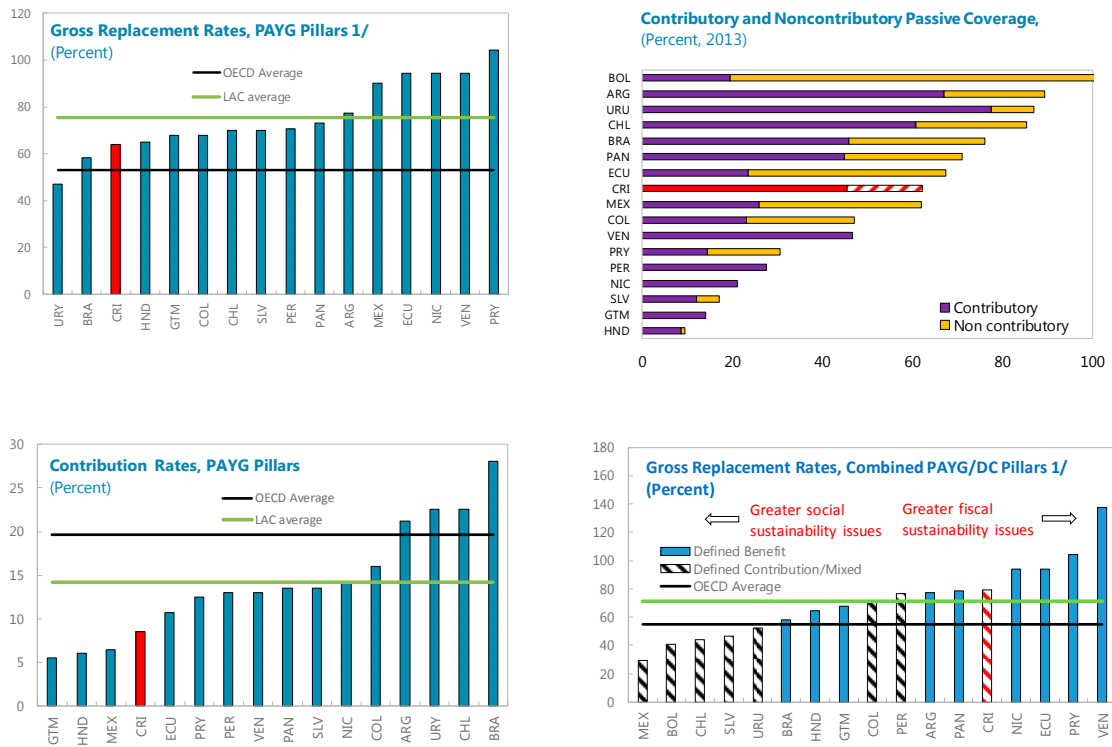 Gross Replacement Rates, PAYG Pillars 1/
(Percent)
OECD Average
LAC average
120
100
80
60
40
20
0
URY BRA CRI HND GTM COL CHL SLV PER PAN ARG MEX ECU NIC VEN PRY
Contributory and Noncontributory Passive Coverage,
(Percent, 2013)
BOL
ARG
URU
CHL
BRA
PAN
ECU
CRI
MEX
COL
VEN
PRY
PER
NIC
SLV
GTM
HND
Contributory
Non contributory
0 20 40 60 80 100
Contribution Rates, PAYG Pillars
(Percent)
OECD Average
LAC average
30
25
20
15
10
5
0
GTM HND MEX CRI ECU PRY PER VEN PAN SLV NIC COL ARG URY CHL BRA
Gross Replacement Rates, Combined PAYG/DC Pillars 1/
(Percent)
Greater social
sustainability issues
Greater fiscal
sustainability issues
Defined Benefit
Defined Contribution/Mixed
OECD Average
180
160
140
120
100
80
60
40
20
0
MEX BOL CHL SLV URU BRA HND GTM COL PER ARG PAN CRI NIC ECU PRY VEN